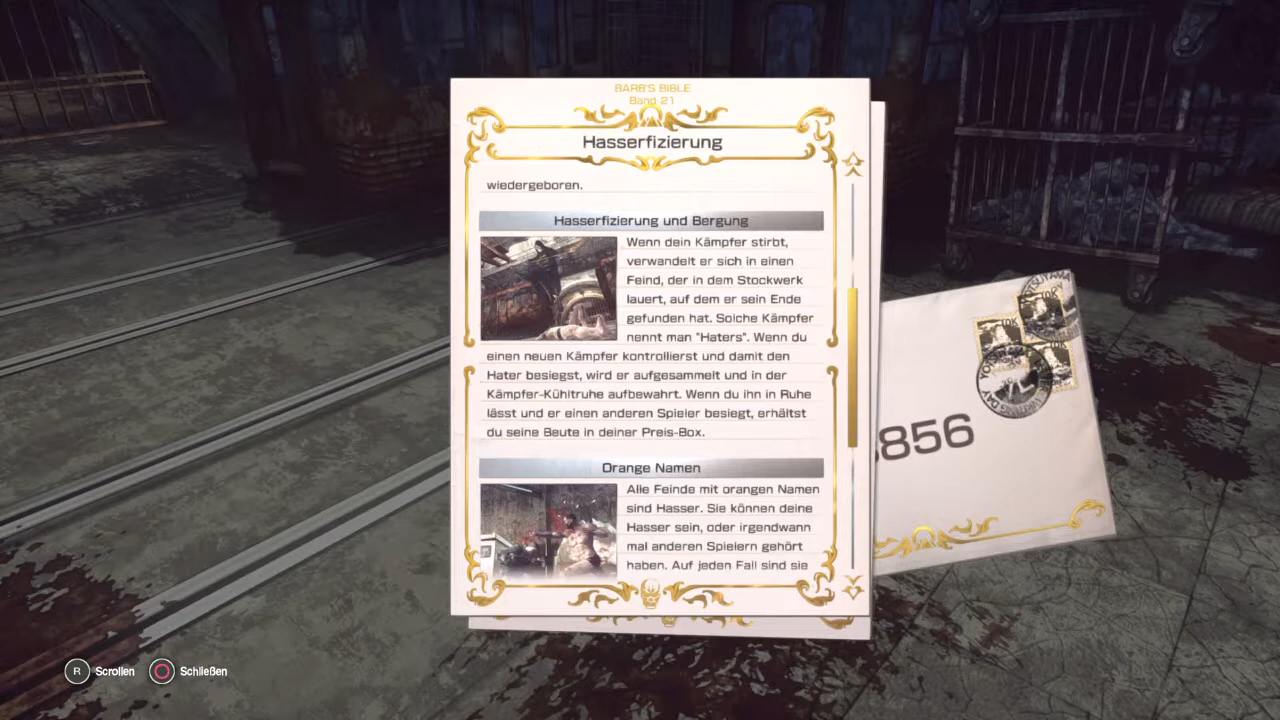 BARB'S BIBLE
Band 21
Hasserfizierung
wiedergeboren.
Hasserfizierung und Bergung
Wenn dein Kämpfer stirbt,
verwandelt er sich in einen
Feind, der in dem Stockwerk
lauert, auf dem er sein Ende
gefunden hat. Solche Kämpfer
nennt man "Haters". Wenn du
einen neuen Kämpfer kontrollierst und damit den
Hater besiegst, wird er aufgesammelt und in der
Kämpfer-Kühltruhe aufbewahrt. Wenn du ihn in Ruhe
lässt und er einen anderen Spieler besiegt, erhältst
du seine Beute in deiner Preis-Box.
Orange Namen
Alle Feinde mit orangen Namen
sind Hasser. Sie können deine
Hasser sein, oder irgendwann
mal anderen Spielern gehört
haben. Auf jeden Fall sind sie
856
R Scrollen
Schließen